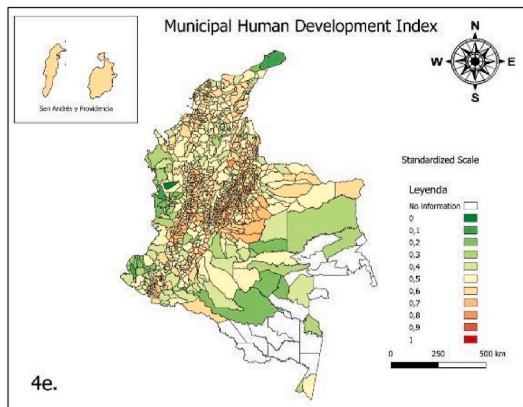 Municipal Human Development Index
N
W E
S
San Andrés y Providencia
Standardized Scale
Leyenda
No information
0
0,1
0,2
0,3
0,4
0,5
0,6
0,7
0,8
0,9
1
0 250 500 km
4e.